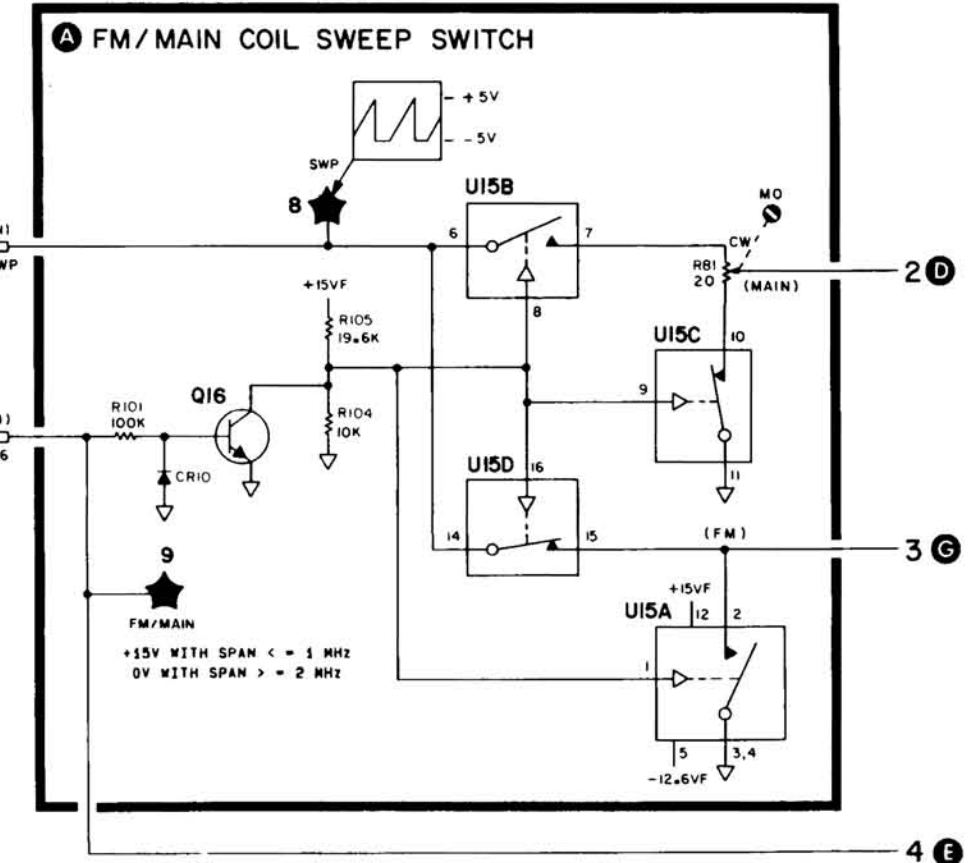 A FM/MAIN COIL SWEEP SWITCH
+5V
-5V
SWP
8
U15B
6
7
8
MO
CW
R81
20
(MAIN)
2 D
WP
+15VF
R105
19.6K
U15C
10
9
11
Q16
R101
100K
R104
10K
6
CR10
U15D
16
14
15
(FM)
3 G
9
FM/MAIN
+15V WITH SPAN < = 1 MHz
0V WITH SPAN > = 2 MHz
+15VF
12
2
U15A
1
5
3,4
-12.6VF
4 E